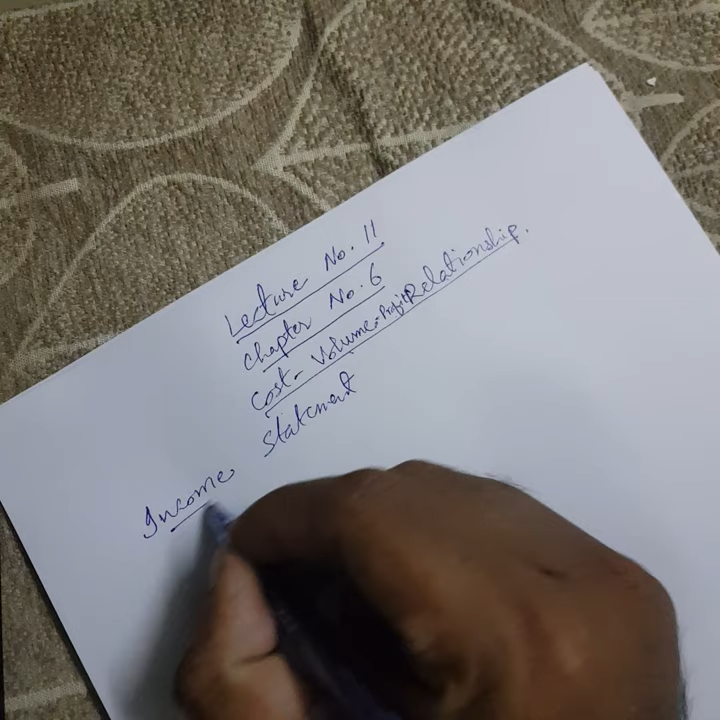 Lecture No. 11
Chapter No. 6
Cost - Volume - Profit Relationship.
Income Statement